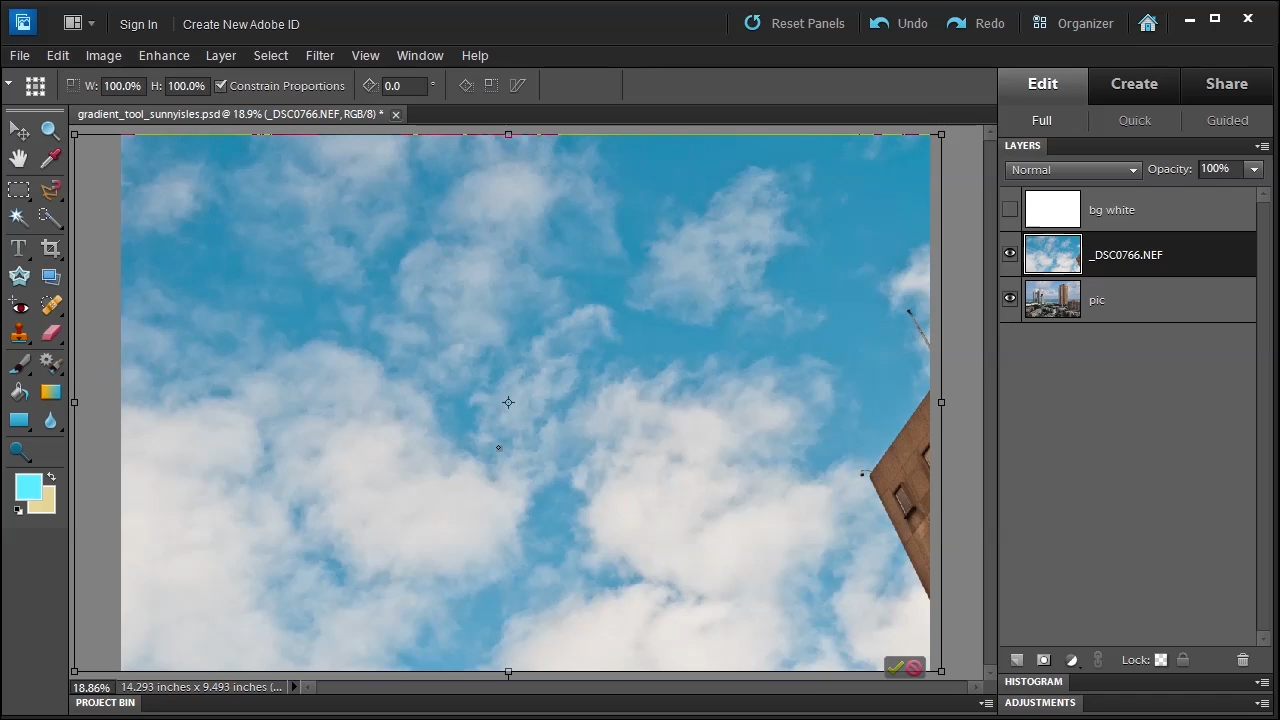 Sign In
Create New Adobe ID
Reset Panels
Undo
Redo
Organizer
File Edit Image Enhance Layer Select Filter View Window Help
W: 100.0% H: 100.0% Constrain Proportions 0.0 °
Edit Create Share
gradient_tool_sunnyisles.psd @ 18.9% (_DSC0766.NEF, RGB/8) *
Full Quick Guided
LAYERS
Normal Opacity: 100%
bg white
_DSC0766.NEF
pic
T
Lock:
18.86% 14.293 inches x 9.493 inches (...
HISTOGRAM
PROJECT BIN
ADJUSTMENTS